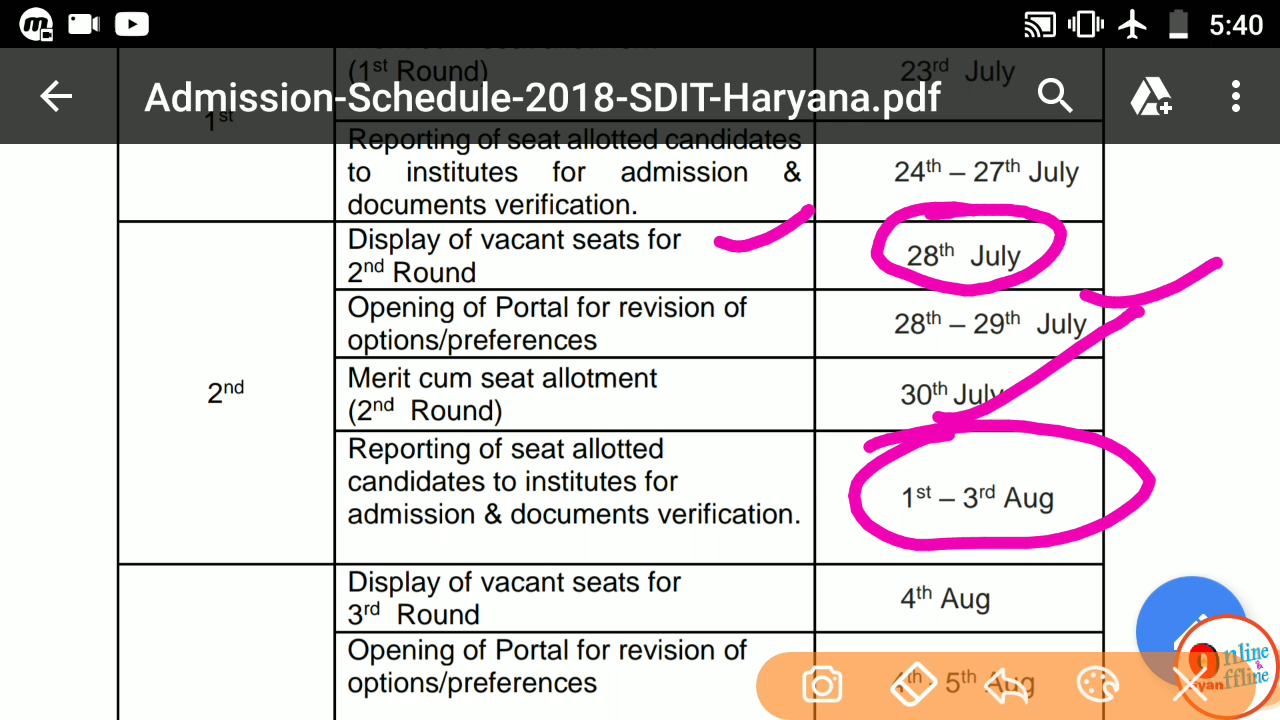 5:40
(1st Round)
23rd July
Admission-Schedule-2018-SDIT-Haryana.pdf
1st
Reporting of seat allotted candidates
to institutes for admission &
documents verification.
24th – 27th July
Display of vacant seats for
2nd Round
28th July
Opening of Portal for revision of
options/preferences
28th – 29th July
2nd
Merit cum seat allotment
(2nd Round)
30th July
Reporting of seat allotted
candidates to institutes for
admission & documents verification.
1st – 3rd Aug
Display of vacant seats for
3rd Round
4th Aug
Opening of Portal for revision of
options/preferences
4th - 5th Aug
Online
&
ffline